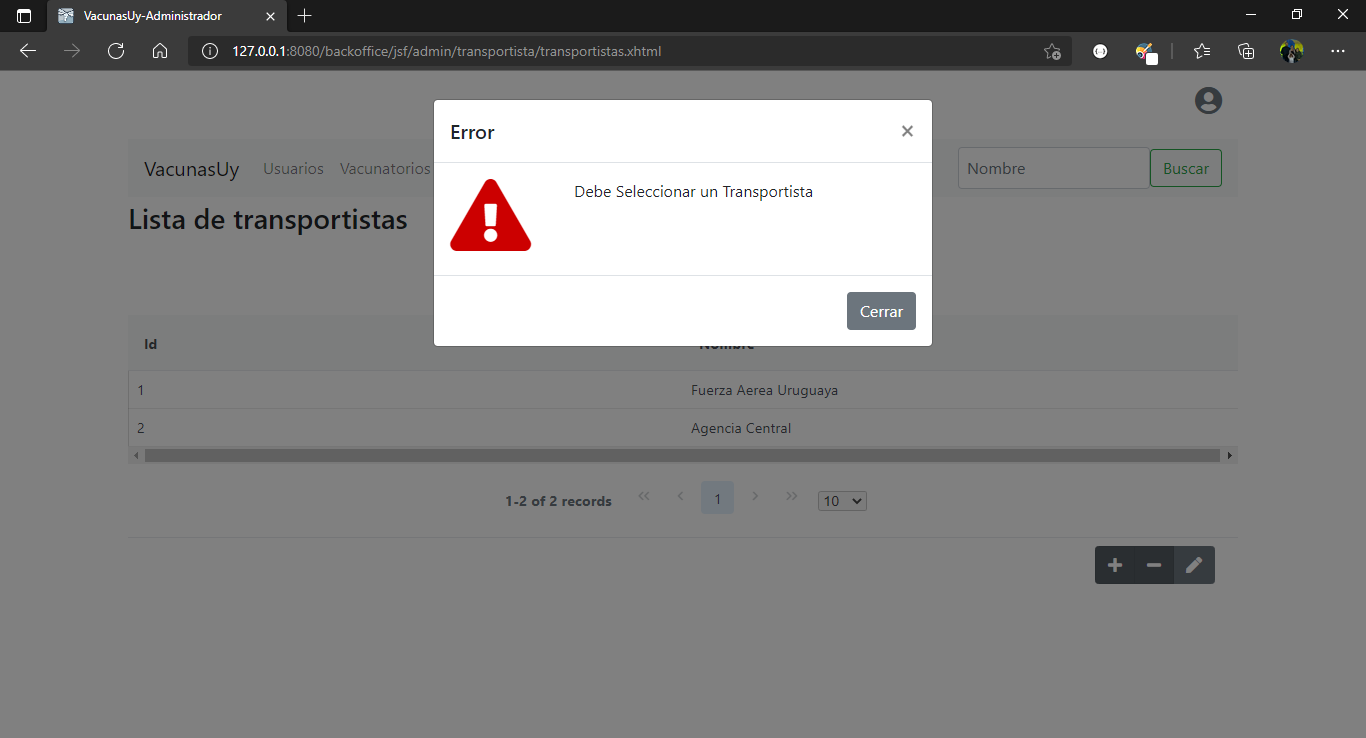 VacunasUy-Administrador
127.0.0.1:8080/backoffice/jsf/admin/transportista/transportistas.xhtml
Error
×
VacunasUy Usuarios Vacunatorios
Nombre Buscar
Debe Seleccionar un Transportista
Lista de transportistas
Cerrar
Id Nombre
1 Fuerza Aerea Uruguaya
2 Agencia Central
1-2 of 2 records 1 10